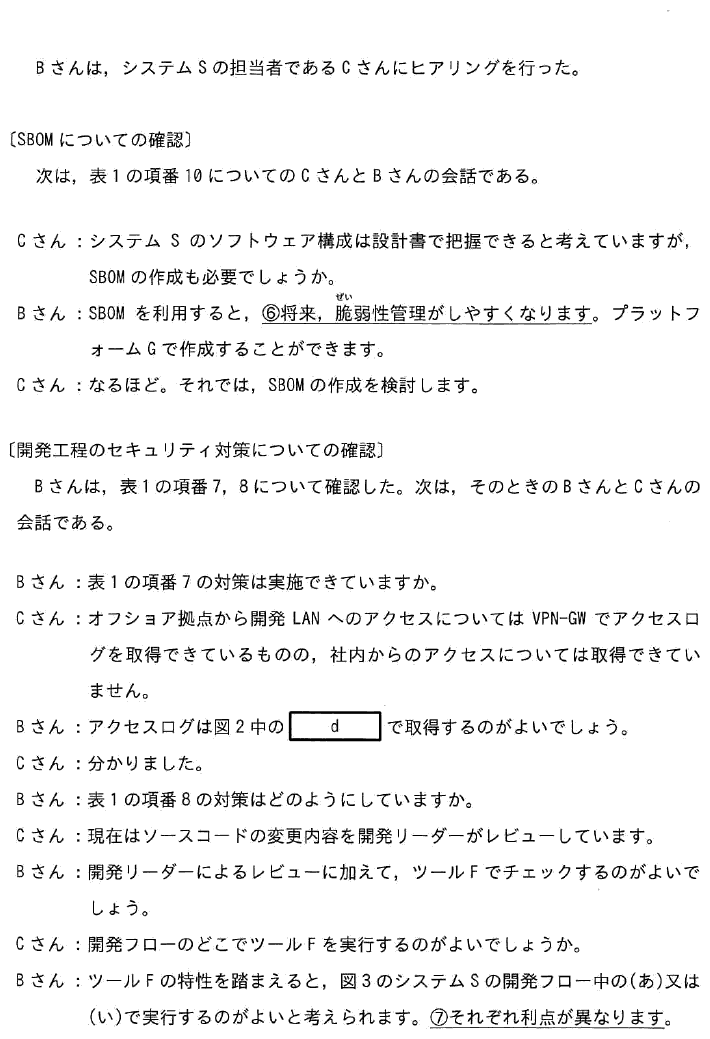 Bさんは，システムSの担当者であるCさんにヒアリングを行った。
〔SBOMについての確認〕
次は，表1の項番10についてのCさんとBさんの会話である。
Cさん：システム S のソフトウェア構成は設計書で把握できると考えていますが，
SBOMの作成も必要でしょうか。
ぜい
Bさん：SBOM を利用すると，⑥将来，脆弱性管理がしやすくなります。プラットフ
ォームGで作成することができます。
Cさん：なるほど。それでは，SBOMの作成を検討します。
〔開発工程のセキュリティ対策についての確認〕
Bさんは，表1の項番7，8について確認した。次は，そのときのBさんとCさんの
会話である。
Bさん：表1の項番7の対策は実施できていますか。
Cさん：オフショア拠点から開発 LAN へのアクセスについては VPN-GW でアクセスロ
グを取得できているものの，社内からのアクセスについては取得できてい
ません。
Bさん：アクセスログは図2中の d で取得するのがよいでしょう。
Cさん：分かりました。
Bさん：表1の項番8の対策はどのようにしていますか。
Cさん：現在はソースコードの変更内容を開発リーダーがレビューしています。
Bさん：開発リーダーによるレビューに加えて，ツールFでチェックするのがよいで
しょう。
Cさん：開発フローのどこでツールFを実行するのがよいでしょうか。
Bさん：ツールFの特性を踏まえると，図3のシステムSの開発フロー中の(あ)又は
(い)で実行するのがよいと考えられます。⑦それぞれ利点が異なります。